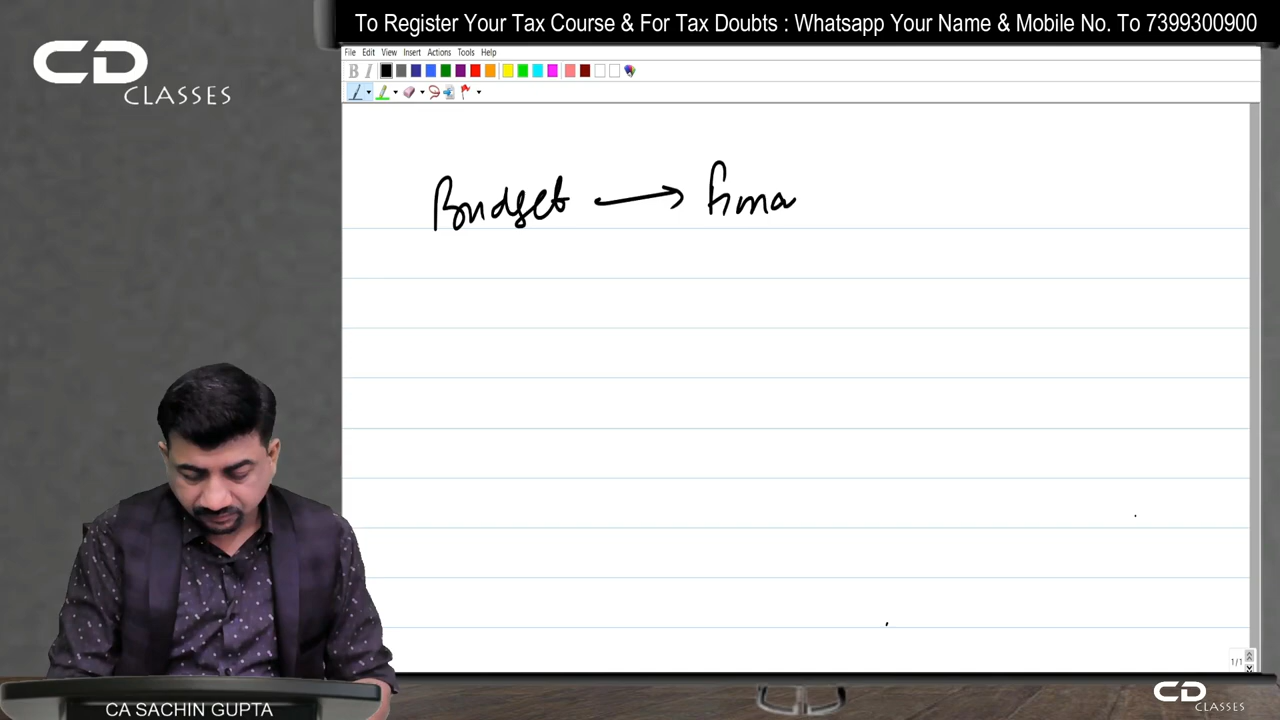 To Register Your Tax Course & For Tax Doubts : Whatsapp Your Name & Mobile No. To 7399300900
CD
CLASSES
File Edit View Insert Actions Tools Help
B I
Budget → Fina
1/1
CA SACHIN GUPTA
CD
CLASSES